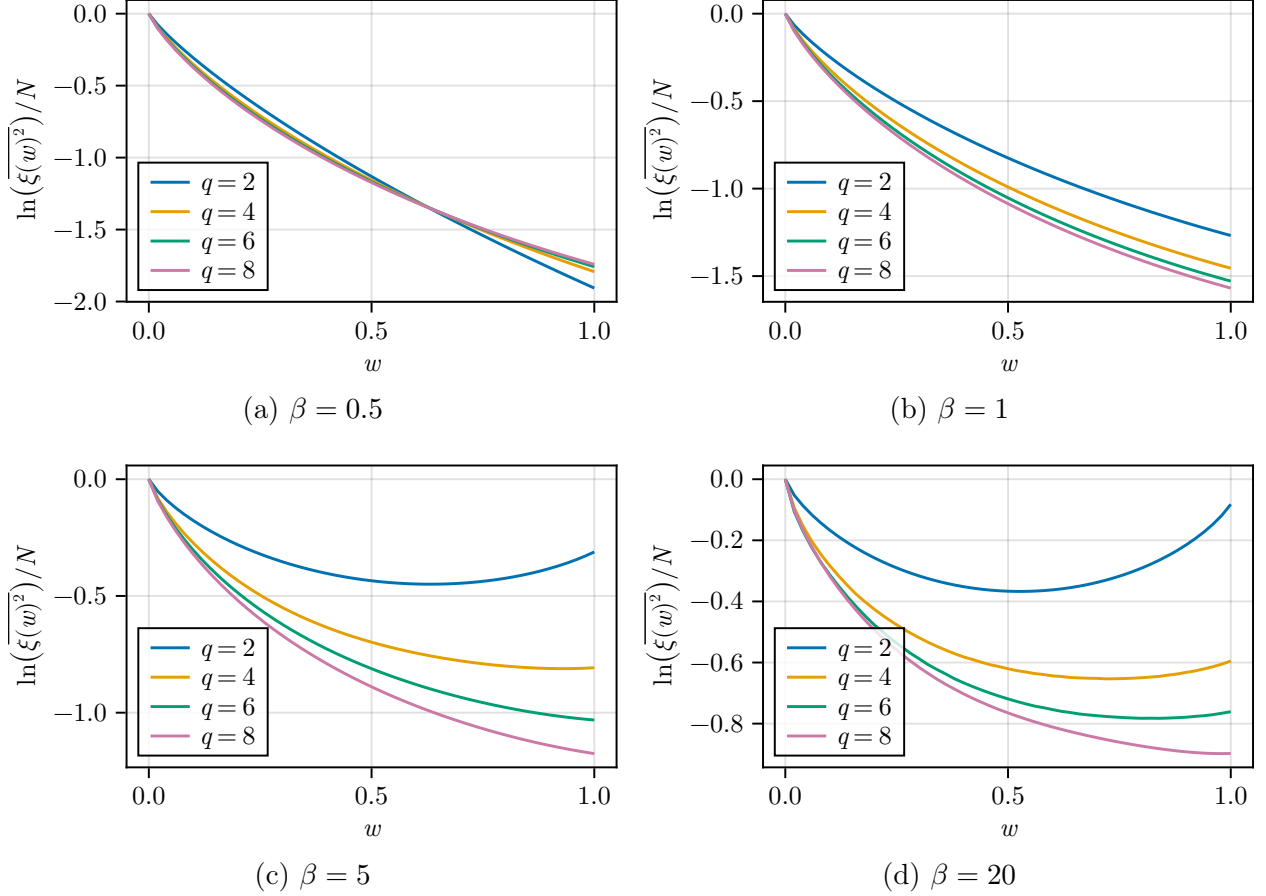 0.0
−0.5
−1.0
−1.5
−2.0
ln(ξ(w)²)/N
q = 2
q = 4
q = 6
q = 8
0.0 0.5 1.0
w
(a) β = 0.5
0.0
−0.5
−1.0
−1.5
ln(ξ(w)²)/N
q = 2
q = 4
q = 6
q = 8
0.0 0.5 1.0
w
(b) β = 1
0.0
−0.5
−1.0
ln(ξ(w)²)/N
q = 2
q = 4
q = 6
q = 8
0.0 0.5 1.0
w
(c) β = 5
0.0
−0.2
−0.4
−0.6
−0.8
ln(ξ(w)²)/N
q = 2
q = 4
q = 6
q = 8
0.0 0.5 1.0
w
(d) β = 20